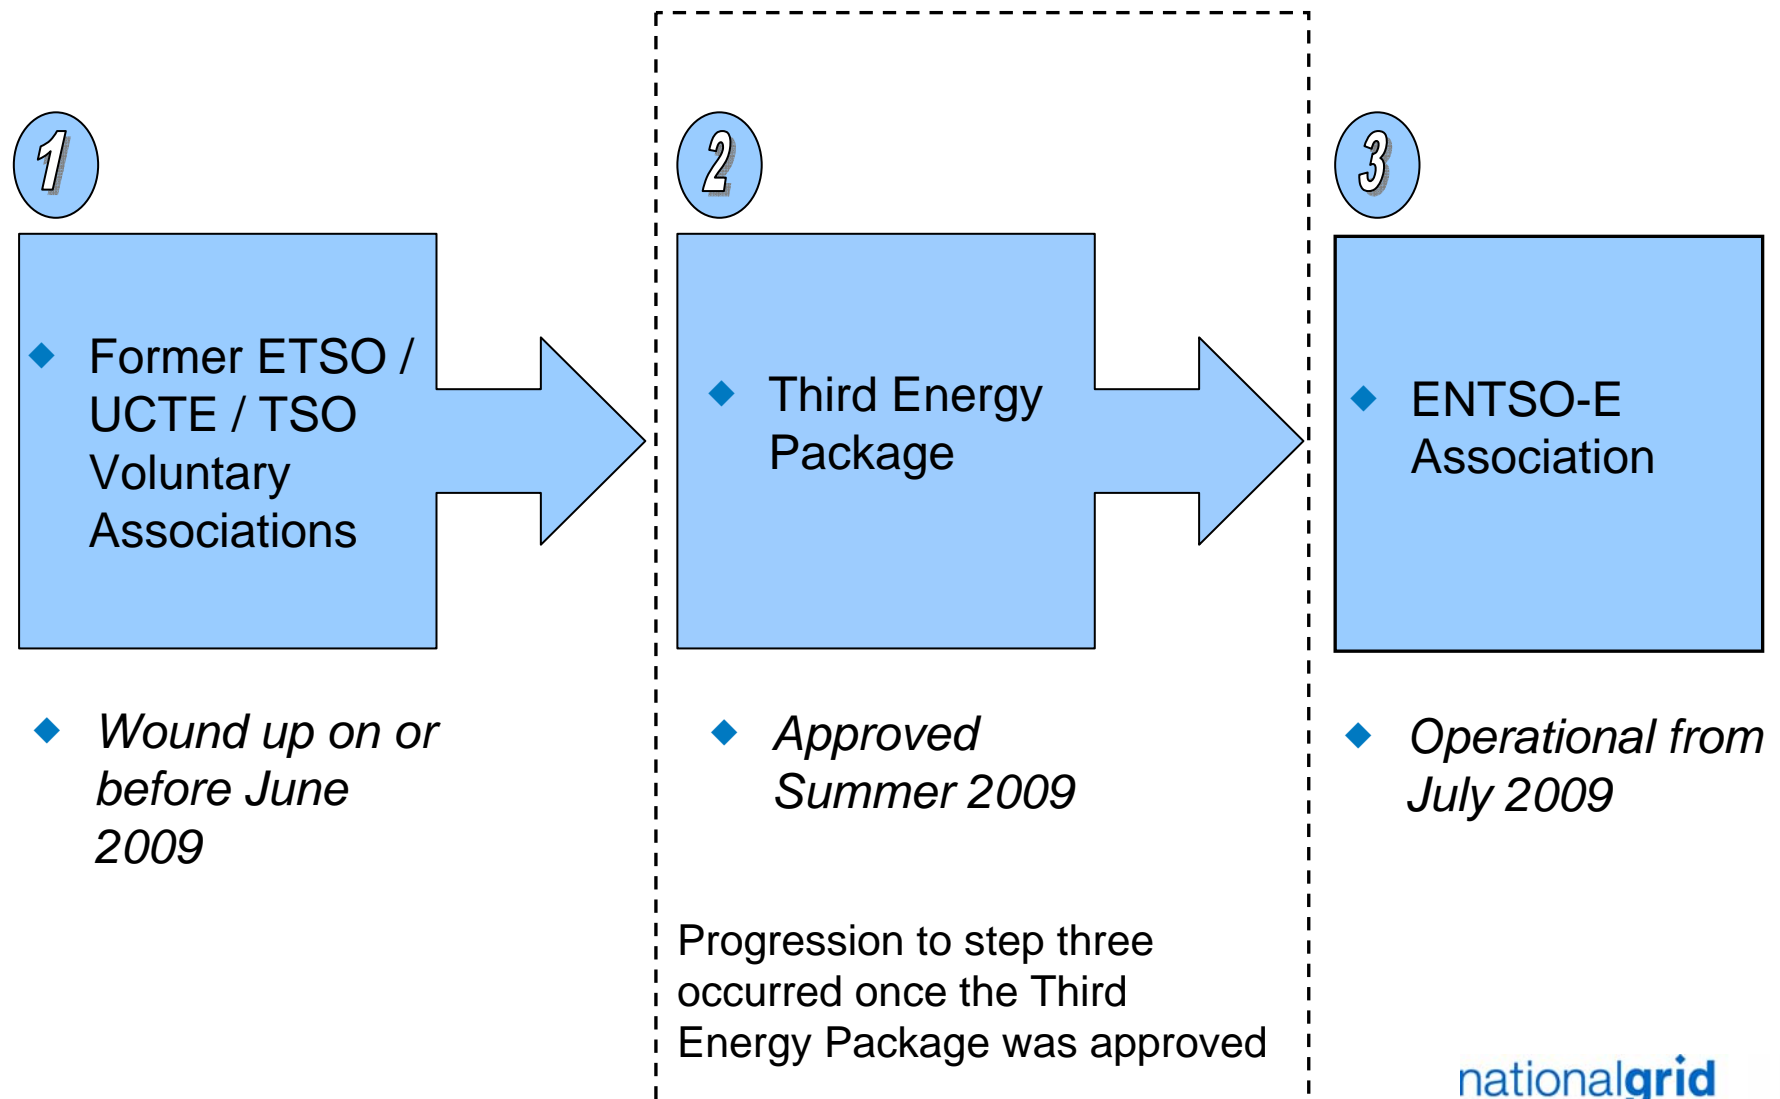 1
Former ETSO /
UCTE / TSO
Voluntary
Associations
Wound up on or
before June
2009
2
Third Energy
Package
Approved
Summer 2009
Progression to step three
occurred once the Third
Energy Package was approved
3
ENTSO-E
Association
Operational from
July 2009
nationalgrid